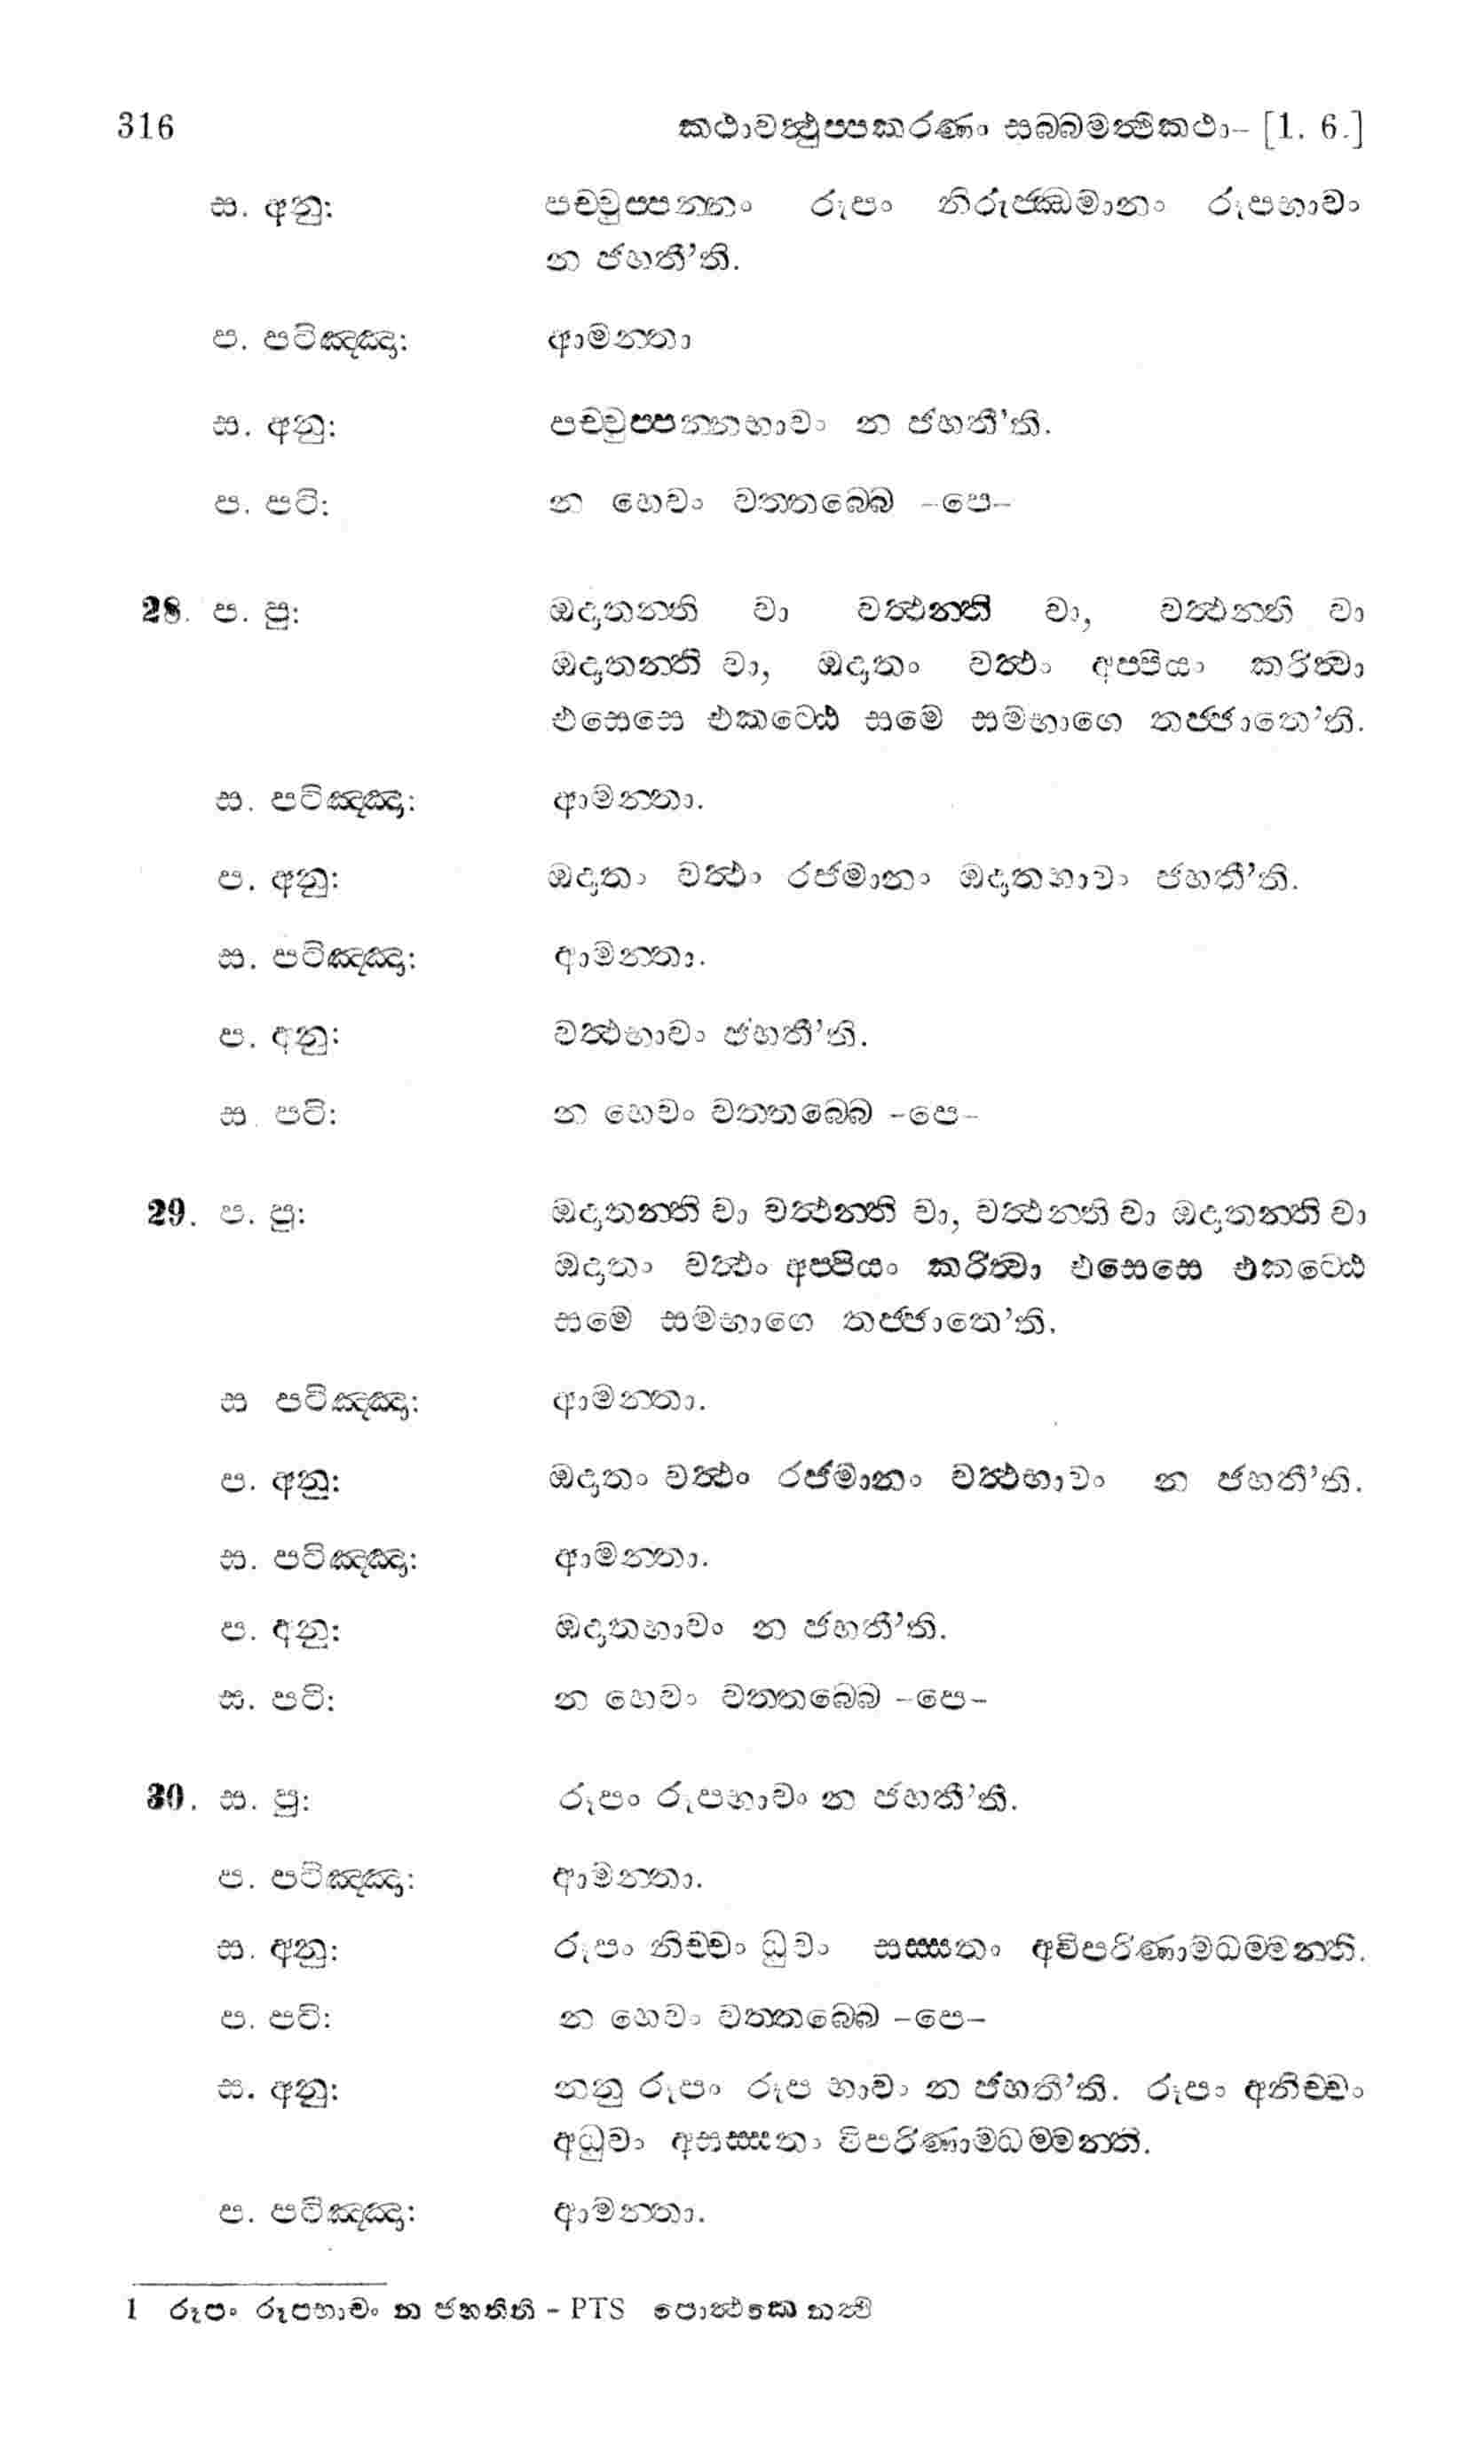 316 කථාවත්‍ථුප්පකරණං සබ්බමත්‍ථිකථා– [1. 6.]
ස. අනු: පච්චුප්පන්නං රූපං නිරුජ්ඣමානං රූපභාවං
න ජහතී’ති.
ප. පටිඤ්ඤා: ආමන්තා
ස. අනු: පච්චුප්පන්නභාවං න ජහතී’ති.
ප. පටි: න හෙවං වත්තබ්බෙ –පෙ–
28. ප. පු: ඔදාතන්ති වා වත්‍ථන්ති වා, වත්‍ථන්ති වා
ඔදාතන්ති වා, ඔදාතං වත්‍ථං අප්පියං කරිත්‍වා
එසෙසෙ එකට්ඨෙ සමෙ සමභාගෙ තජ්ජාතෙ’ති.
ස. පටිඤ්ඤා: ආමන්තා.
ප. අනු: ඔදාතං වත්‍ථං රජමානං ඔදාතභාවං ජහතී’ති.
ස. පටිඤ්ඤා: ආමන්තා.
ප. අනු: වත්‍ථභාවං ජහතී’ති.
ස. පටි: න හෙවං වත්තබ්බෙ –පෙ–
29. ප. පු: ඔදාතන්ති වා වත්‍ථන්ති වා, වත්‍ථන්ති වා ඔදාතන්ති වා
ඔදාතං වත්‍ථං අප්පියං කරිත්‍වා එසෙසෙ එකට්ඨෙ
සමෙ සමභාගෙ තජ්ජාතෙ’ති.
ස පටිඤ්ඤා: ආමන්තා.
ප. අනු: ඔදාතං වත්‍ථං රජමානං වත්‍ථභාවං න ජහතී’ති.
ස. පටිඤ්ඤා: ආමන්තා.
ප. අනු: ඔදාතභාවං න ජහතී’ති.
ස. පටි: න හෙවං වත්තබ්බෙ –පෙ–
30. ස. පු: රූපං රූපභාවං න ජහතී’ති.
ප. පටිඤ්ඤා: ආමන්තා.
ස. අනු: රූපං නිච්චං ධුවං සස්සතං අවිපරිණාමධම්මන්ති.
ප. පටි: න හෙවං වත්තබ්බෙ –පෙ–
ස. අනු: නනු රූපං රූප භාවං න ජහතී’ති. රූපං අනිච්චං
අධුවං අසස්සතං විපරිණාමධම්මන්ති.
ප. පටිඤ්ඤා: ආමන්තා.
1 රූපං රූපභාවං න ජහතීති – PTS පොත්‍ථකෙ නත්‍ථි